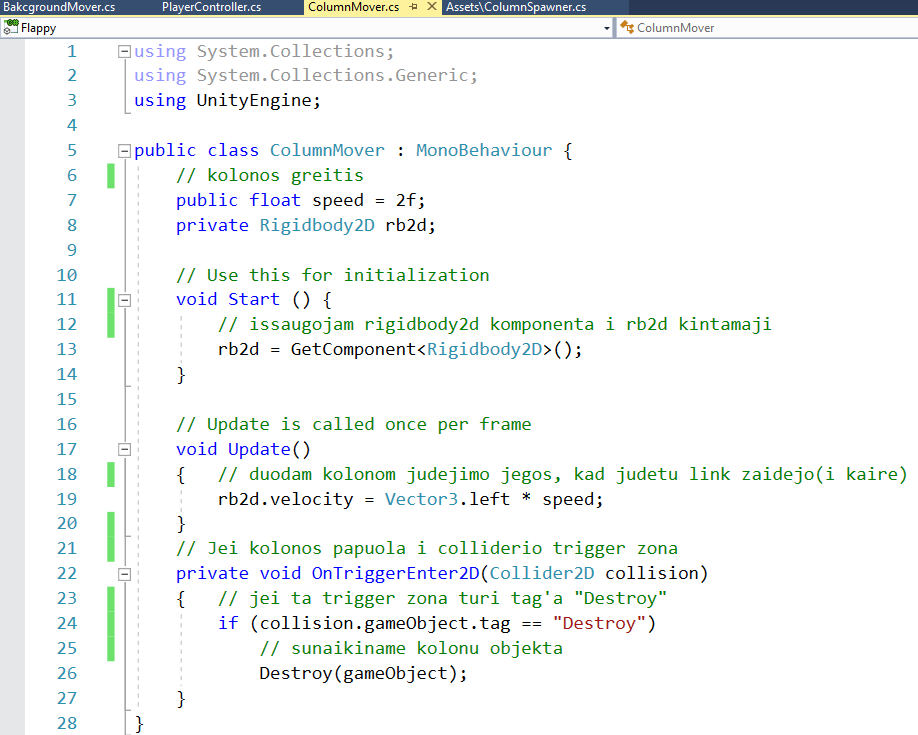 BakcgroundMover.cs PlayerController.cs ColumnMover.cs Assets\ColumnSpawner.cs
Flappy ColumnMover
1 using System.Collections;
2 using System.Collections.Generic;
3 using UnityEngine;
4
5 public class ColumnMover : MonoBehaviour {
6 // kolonos greitis
7 public float speed = 2f;
8 private Rigidbody2D rb2d;
9
10 // Use this for initialization
11 void Start () {
12 // issaugojam rigidbody2d komponenta i rb2d kintamaji
13 rb2d = GetComponent<Rigidbody2D>();
14 }
15
16 // Update is called once per frame
17 void Update()
18 { // duodam kolonom judejimo jegos, kad judetu link zaidejo(i kaire)
19 rb2d.velocity = Vector3.left * speed;
20 }
21 // Jei kolonos papuola i colliderio trigger zona
22 private void OnTriggerEnter2D(Collider2D collision)
23 { // jei ta trigger zona turi tag'a "Destroy"
24 if (collision.gameObject.tag == "Destroy")
25 // sunaikiname kolonu objekta
26 Destroy(gameObject);
27 }
28 }